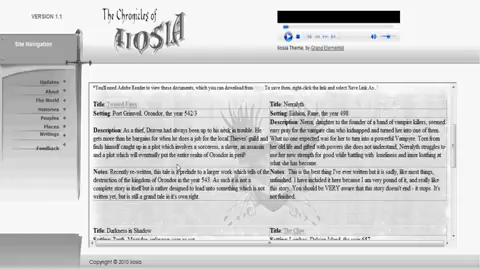 VERSION 1.1
The Chronicles of
IIOSIA
Site Navigation
Iiosia Theme, by Grand Elemental
Updates
About
The World
Histories
Peoples
Places
Writings
Feedback
*You'll need Adobe Reader to view these documents, which you can download from To save them, right-click the link and select 'Save Link As..'
Title:
Setting: Port Geinveil, Orondor, the year 542/3
Description: As a thief, Draven had always been up to his neck in trouble. He
gets more than he bargains for when he does a job for the local Thieves' guild and
finds himself caught up in a plot which involves a sorceress, a slaver, an assassin
and a plot which will eventually put the entire realm of Orondor in peril!
Notes: Recently re-written, this tale is a prelude to a larger work which tells of the
destruction of the kingdom of Orondor in the year 543. As such it is not a
complete story in itself but is rather designed to lead into something which is not
written yet, but is still a grand tale in it's own right.
Title: Darkness in Shadow
Title: Nerralyth
Setting: the year 498
Description: Neron, daughter to the founder of a band of vampire killers, seemed
easy prey for the vampire clan who kidnapped and turned her into one of them.
What no one expected was for her to turn into a powerful Vampire. Torn from
her old life and gifted with powers she does not understand, Nerralyth struggles to
use her new strength for good while battling with loneliness and inner loathing at
what she has become.
Notes: This is the best thing I've ever written but it is sadly, like most things,
unfinished. I have included it here because I am very pound of it, and really like
this story. You should be VERY aware that this story doesn't end - it stops. It's
not finished.
Title: The Clan
Copyright © 2010 Iiosia